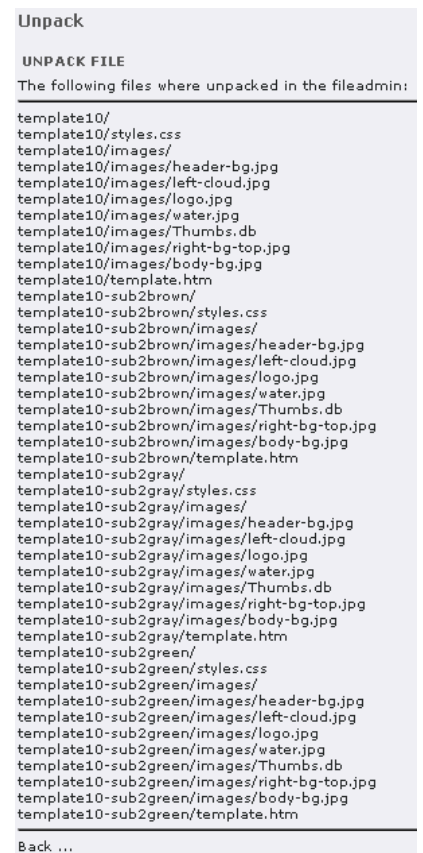 Unpack
UNPACK FILE
The following files where unpacked in the fileadmin:
template10/
template10/styles.css
template10/images/
template10/images/header-bg.jpg
template10/images/left-cloud.jpg
template10/images/logo.jpg
template10/images/water.jpg
template10/images/Thumbs.db
template10/images/right-bg-top.jpg
template10/images/body-bg.jpg
template10/template.htm
template10-sub2brown/
template10-sub2brown/styles.css
template10-sub2brown/images/
template10-sub2brown/images/header-bg.jpg
template10-sub2brown/images/left-cloud.jpg
template10-sub2brown/images/logo.jpg
template10-sub2brown/images/water.jpg
template10-sub2brown/images/Thumbs.db
template10-sub2brown/images/right-bg-top.jpg
template10-sub2brown/images/body-bg.jpg
template10-sub2brown/template.htm
template10-sub2gray/
template10-sub2gray/styles.css
template10-sub2gray/images/
template10-sub2gray/images/header-bg.jpg
template10-sub2gray/images/left-cloud.jpg
template10-sub2gray/images/logo.jpg
template10-sub2gray/images/water.jpg
template10-sub2gray/images/Thumbs.db
template10-sub2gray/images/right-bg-top.jpg
template10-sub2gray/images/body-bg.jpg
template10-sub2gray/template.htm
template10-sub2green/
template10-sub2green/styles.css
template10-sub2green/images/
template10-sub2green/images/header-bg.jpg
template10-sub2green/images/left-cloud.jpg
template10-sub2green/images/logo.jpg
template10-sub2green/images/water.jpg
template10-sub2green/images/Thumbs.db
template10-sub2green/images/right-bg-top.jpg
template10-sub2green/images/body-bg.jpg
template10-sub2green/template.htm
Back ...